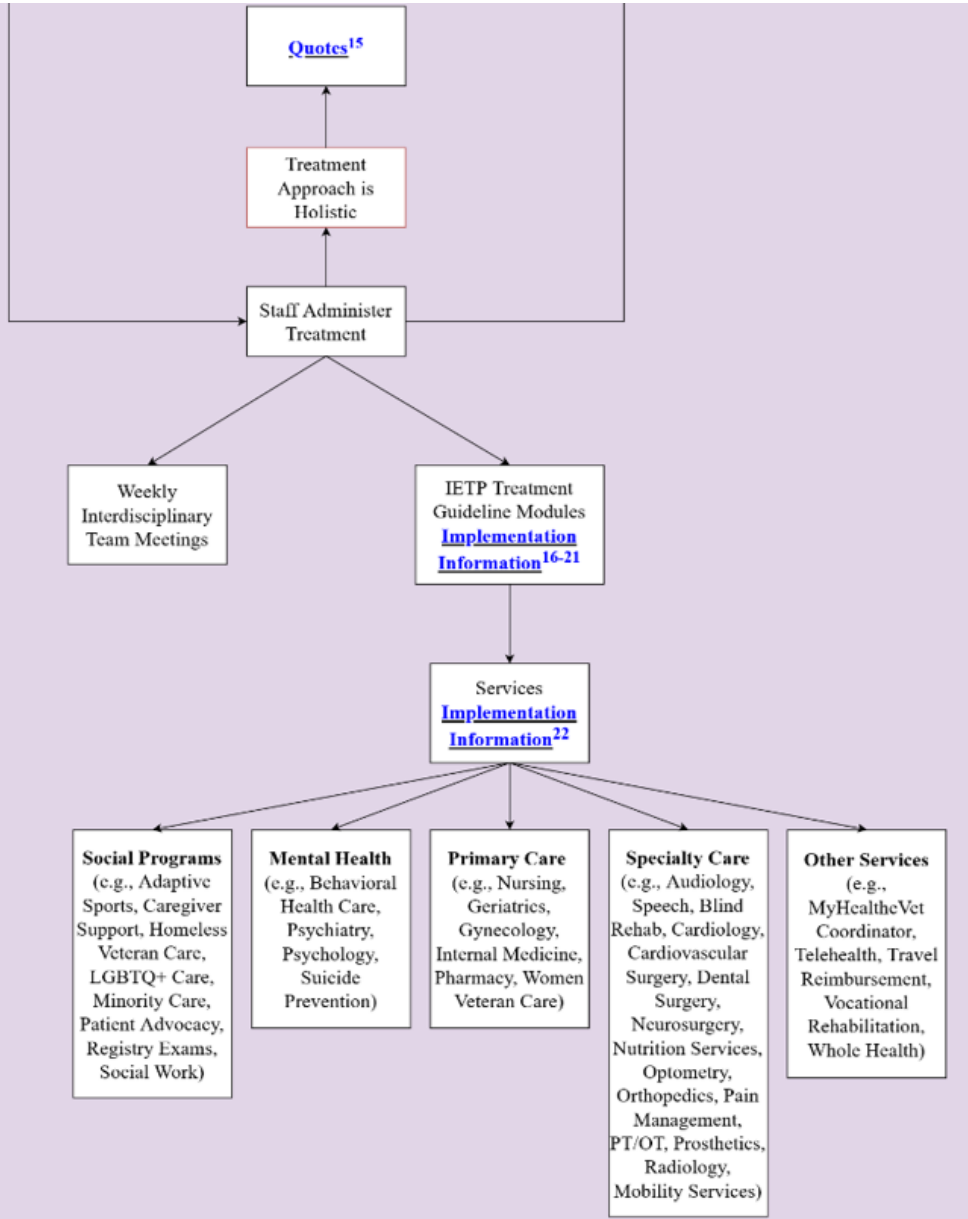 Quotes15
Treatment
Approach is
Holistic
Staff Administer
Treatment
Weekly
Interdisciplinary
Team Meetings
IETP Treatment
Guideline Modules
Implementation
Information16-21
Services
Implementation
Information22
Social Programs
(e.g., Adaptive
Sports, Caregiver
Support, Homeless
Veteran Care,
LGBTQ+ Care,
Minority Care,
Patient Advocacy,
Registry Exams,
Social Work)
Mental Health
(e.g., Behavioral
Health Care,
Psychiatry,
Psychology,
Suicide
Prevention)
Primary Care
(e.g., Nursing,
Geriatrics,
Gynecology,
Internal Medicine,
Pharmacy, Women
Veteran Care)
Specialty Care
(e.g., Audiology,
Speech, Blind
Rehab, Cardiology,
Cardiovascular
Surgery, Dental
Surgery,
Neurosurgery,
Nutrition Services,
Optometry,
Orthopedics, Pain
Management,
PT/OT, Prosthetics,
Radiology,
Mobility Services)
Other Services
(e.g.,
MyHealtheVet
Coordinator,
Telehealth, Travel
Reimbursement,
Vocational
Rehabilitation,
Whole Health)